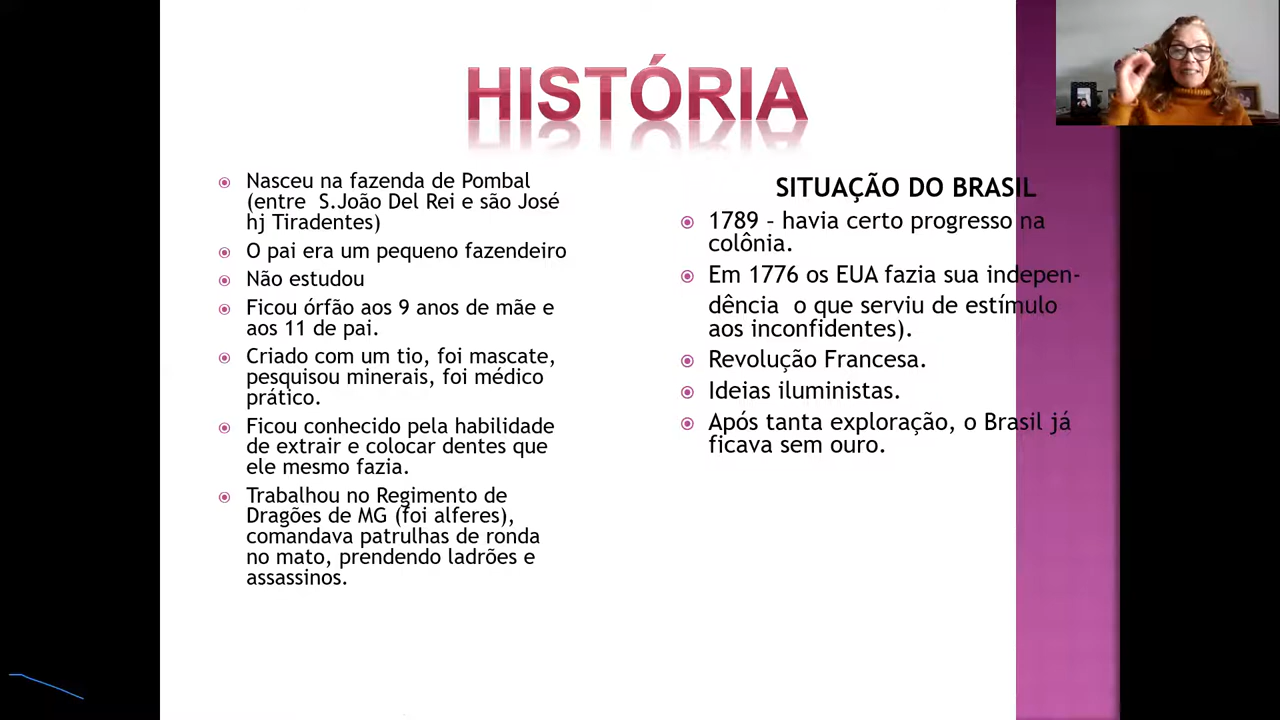 HISTÓRIA
Nasceu na fazenda de Pombal
(entre S.João Del Rei e são José
hj Tiradentes)
O pai era um pequeno fazendeiro
Não estudou
Ficou órfão aos 9 anos de mãe e
aos 11 de pai.
Criado com um tio, foi mascate,
pesquisou minerais, foi médico
prático.
Ficou conhecido pela habilidade
de extrair e colocar dentes que
ele mesmo fazia.
Trabalhou no Regimento de
Dragões de MG (foi alferes),
comandava patrulhas de ronda
no mato, prendendo ladrões e
assassinos.
SITUAÇÃO DO BRASIL
1789 – havia certo progresso na
colônia.
Em 1776 os EUA fazia sua indepen-
dência o que serviu de estímulo
aos inconfidentes).
Revolução Francesa.
Ideias iluministas.
Após tanta exploração, o Brasil já
ficava sem ouro.